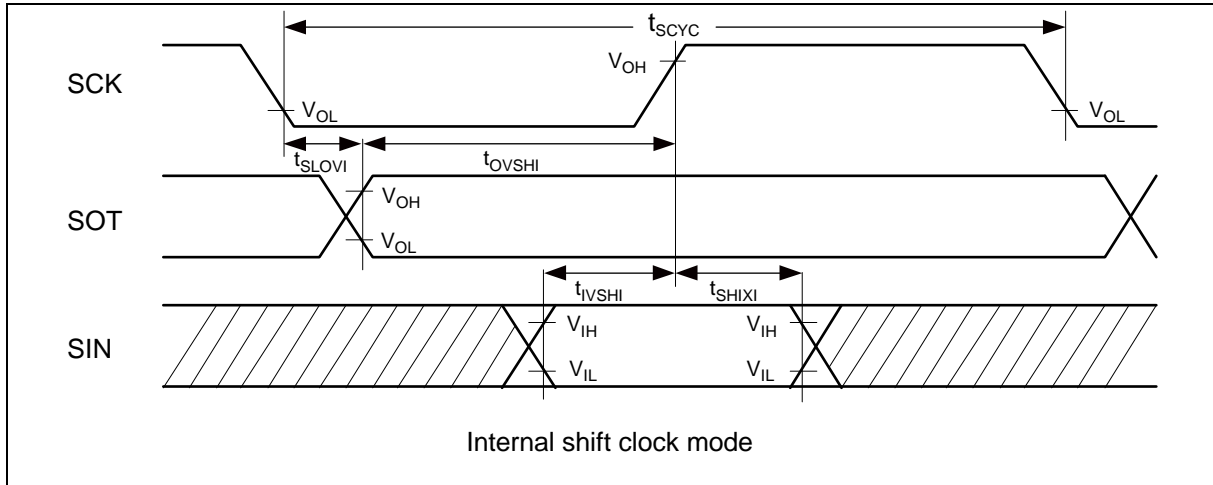 tSCYC
SCK
VOH
VOL
VOL
tSLOVI
tOVSHI
SOT
VOH
VOL
tIVSHI
tSHIXI
SIN
VIH
VIH
VIL
VIL
Internal shift clock mode